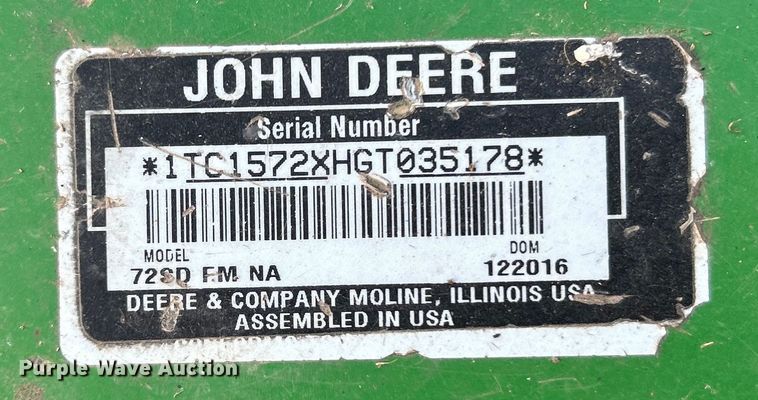 JOHN DEERE
Serial Number
*1TC1572XHGT035178*
MODEL DOM
72SD FM NA 122016
DEERE & COMPANY MOLINE, ILLINOIS USA
ASSEMBLED IN USA
Purple Wave Auction